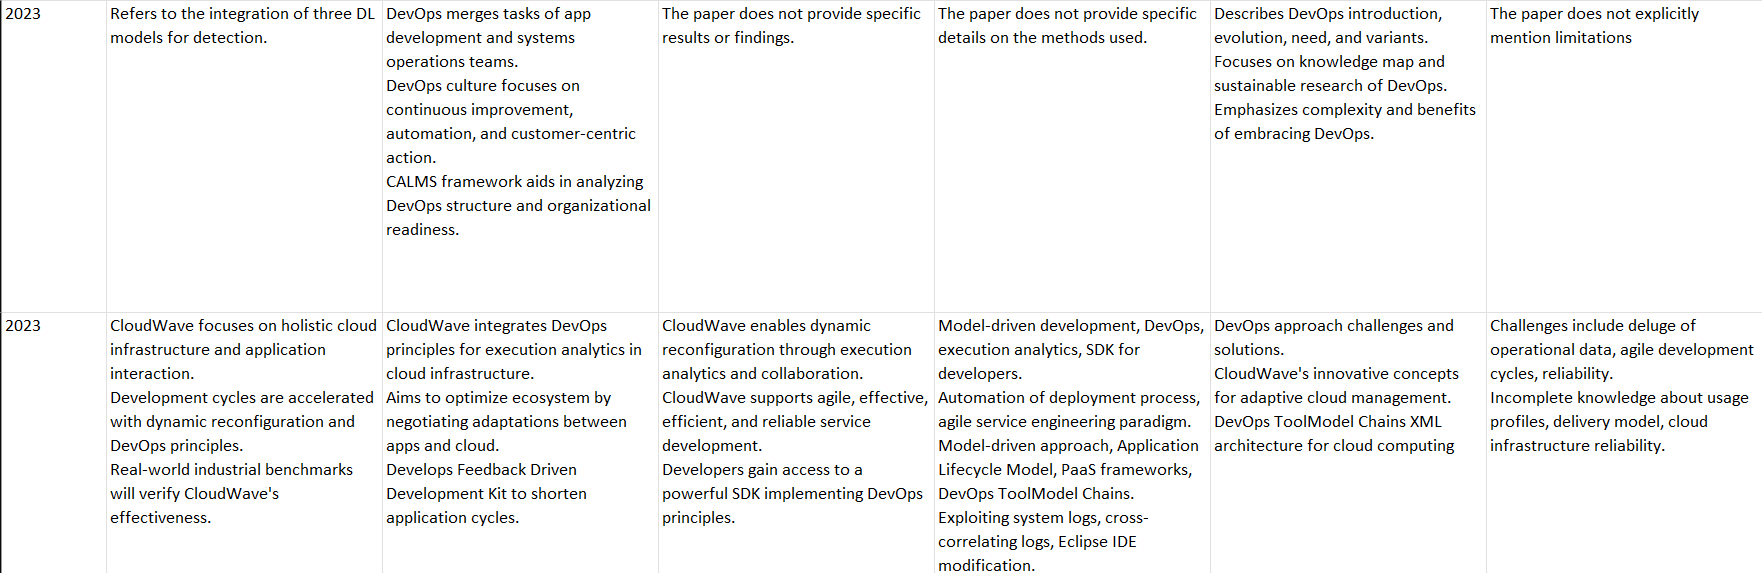 2023
Refers to the integration of three DL
models for detection.
DevOps merges tasks of app
development and systems
operations teams.
DevOps culture focuses on
continuous improvement,
automation, and customer-centric
action.
CALMS framework aids in analyzing
DevOps structure and organizational
readiness.
The paper does not provide specific
results or findings.
The paper does not provide specific
details on the methods used.
Describes DevOps introduction,
evolution, need, and variants.
Focuses on knowledge map and
sustainable research of DevOps.
Emphasizes complexity and benefits
of embracing DevOps.
The paper does not explicitly
mention limitations
2023
CloudWave focuses on holistic cloud
infrastructure and application
interaction.
Development cycles are accelerated
with dynamic reconfiguration and
DevOps principles.
Real-world industrial benchmarks
will verify CloudWave's
effectiveness.
CloudWave integrates DevOps
principles for execution analytics in
cloud infrastructure.
Aims to optimize ecosystem by
negotiating adaptations between
apps and cloud.
Develops Feedback Driven
Development Kit to shorten
application cycles.
CloudWave enables dynamic
reconfiguration through execution
analytics and collaboration.
CloudWave supports agile, effective,
efficient, and reliable service
development.
Developers gain access to a
powerful SDK implementing DevOps
principles.
Model-driven development, DevOps,
execution analytics, SDK for
developers.
Automation of deployment process,
agile service engineering paradigm.
Model-driven approach, Application
Lifecycle Model, PaaS frameworks,
DevOps ToolModel Chains.
Exploiting system logs, cross-
correlating logs, Eclipse IDE
modification.
DevOps approach challenges and
solutions.
CloudWave's innovative concepts
for adaptive cloud management.
DevOps ToolModel Chains XML
architecture for cloud computing
Challenges include deluge of
operational data, agile development
cycles, reliability.
Incomplete knowledge about usage
profiles, delivery model, cloud
infrastructure reliability.